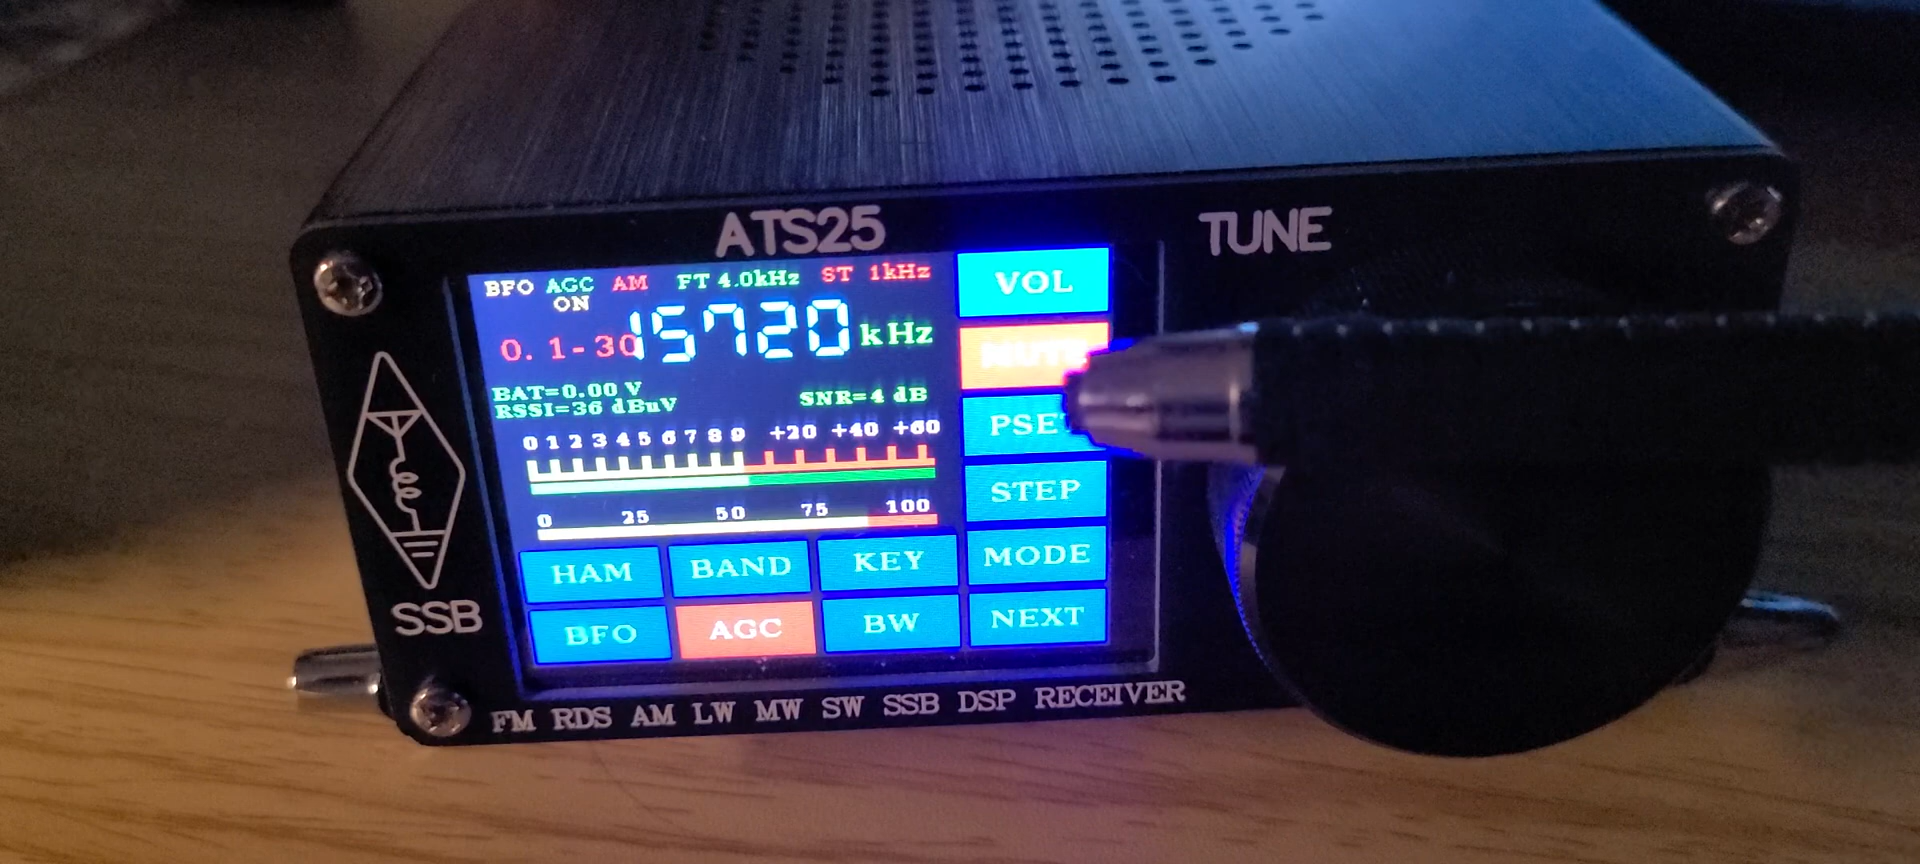 ATS25
TUNE
BFO AGC AM FT 4.0kHz ST 1kHz
ON
0.1-30 15720 kHz
BAT=0.00 V
RSSI=36 dBuV SNR=4 dB
0 1 2 3 4 5 6 7 8 9 +20 +40 +60
0 25 50 75 100
VOL
MUTE
PSET
STEP
HAM BAND KEY MODE
BFO AGC BW NEXT
SSB
FM RDS AM LW MW SW SSB DSP RECEIVER